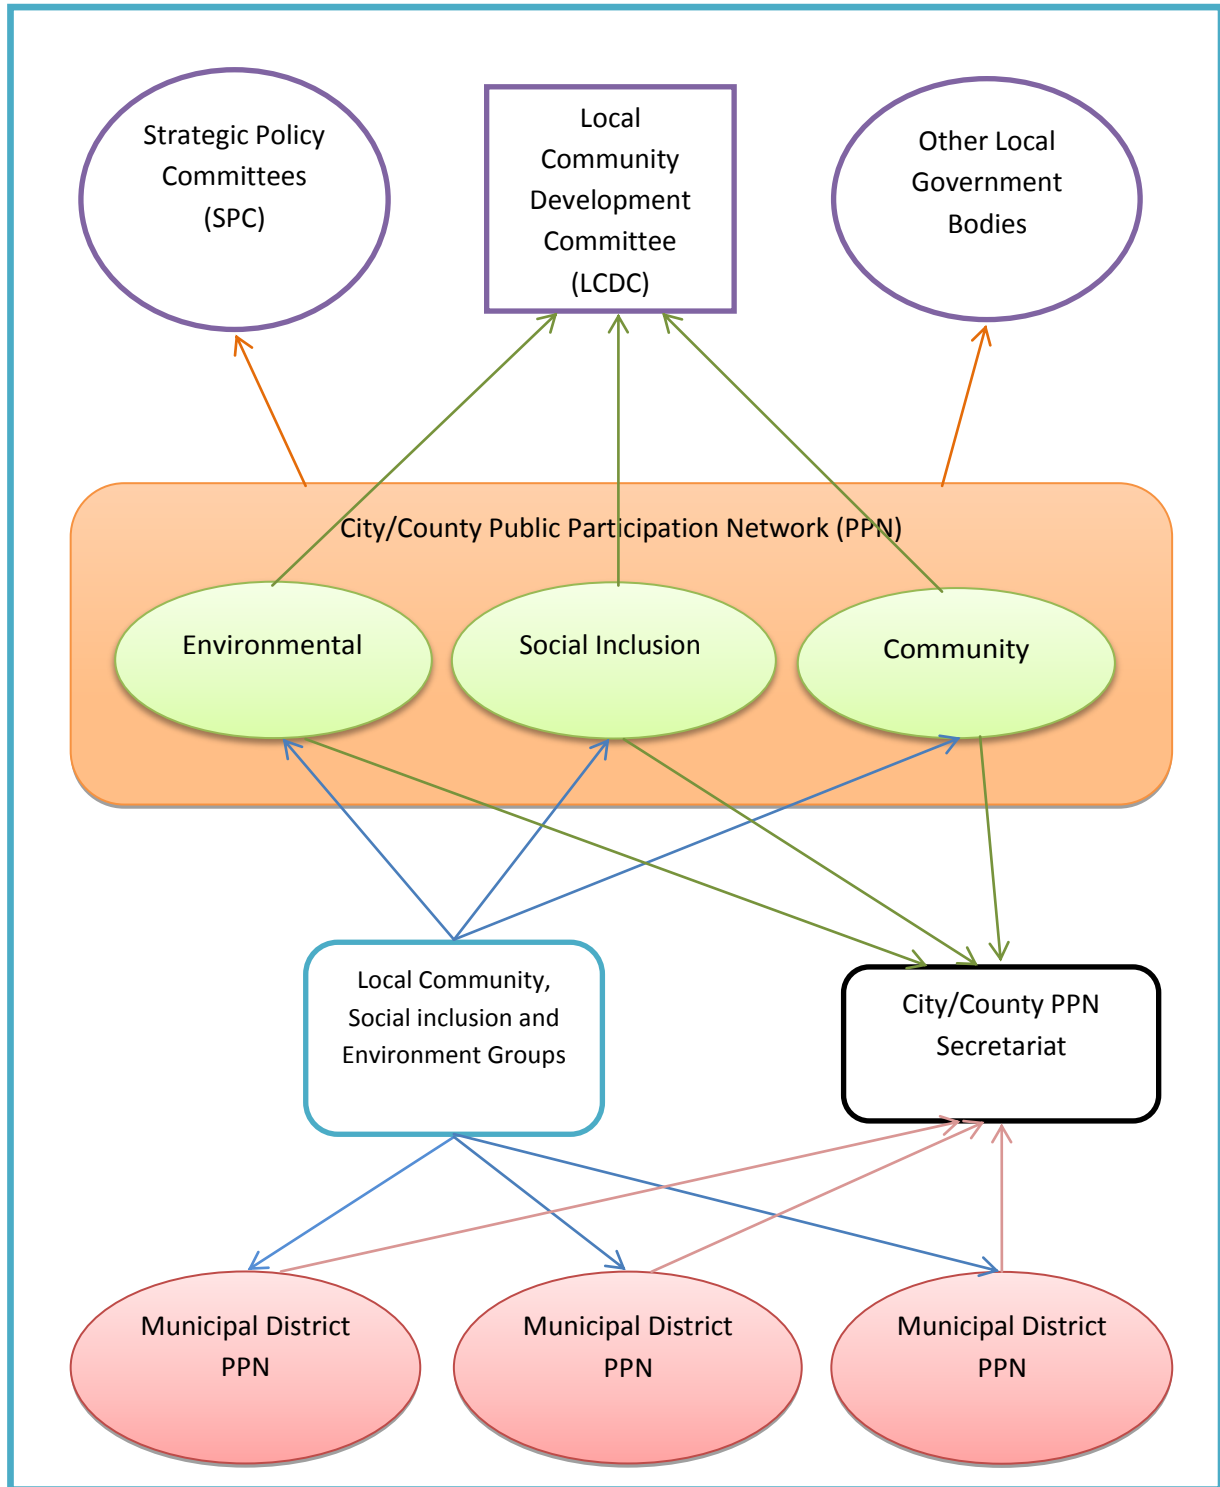 Strategic Policy
Committees
(SPC)
Local
Community
Development
Committee
(LCDC)
Other Local
Government
Bodies
City/County Public Participation Network (PPN)
Environmental
Social Inclusion
Community
Local Community,
Social inclusion and
Environment Groups
City/County PPN
Secretariat
Municipal District
PPN
Municipal District
PPN
Municipal District
PPN